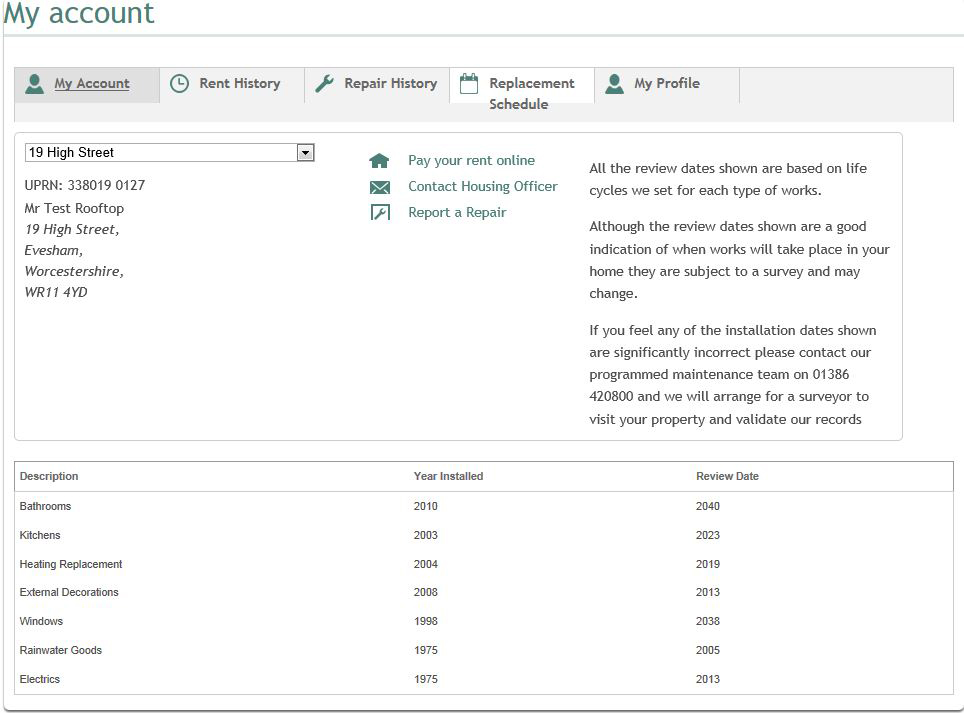 My account
My Account
Rent History
Repair History
Replacement
Schedule
My Profile
19 High Street
UPRN: 338019 0127
Mr Test Rooftop
19 High Street,
Evesham,
Worcestershire,
WR11 4YD
Pay your rent online
Contact Housing Officer
Report a Repair
All the review dates shown are based on life
cycles we set for each type of works.
Although the review dates shown are a good
indication of when works will take place in your
home they are subject to a survey and may
change.
If you feel any of the installation dates shown
are significantly incorrect please contact our
programmed maintenance team on 01386
420800 and we will arrange for a surveyor to
visit your property and validate our records
Description Year Installed Review Date
Bathrooms 2010 2040
Kitchens 2003 2023
Heating Replacement 2004 2019
External Decorations 2008 2013
Windows 1998 2038
Rainwater Goods 1975 2005
Electrics 1975 2013